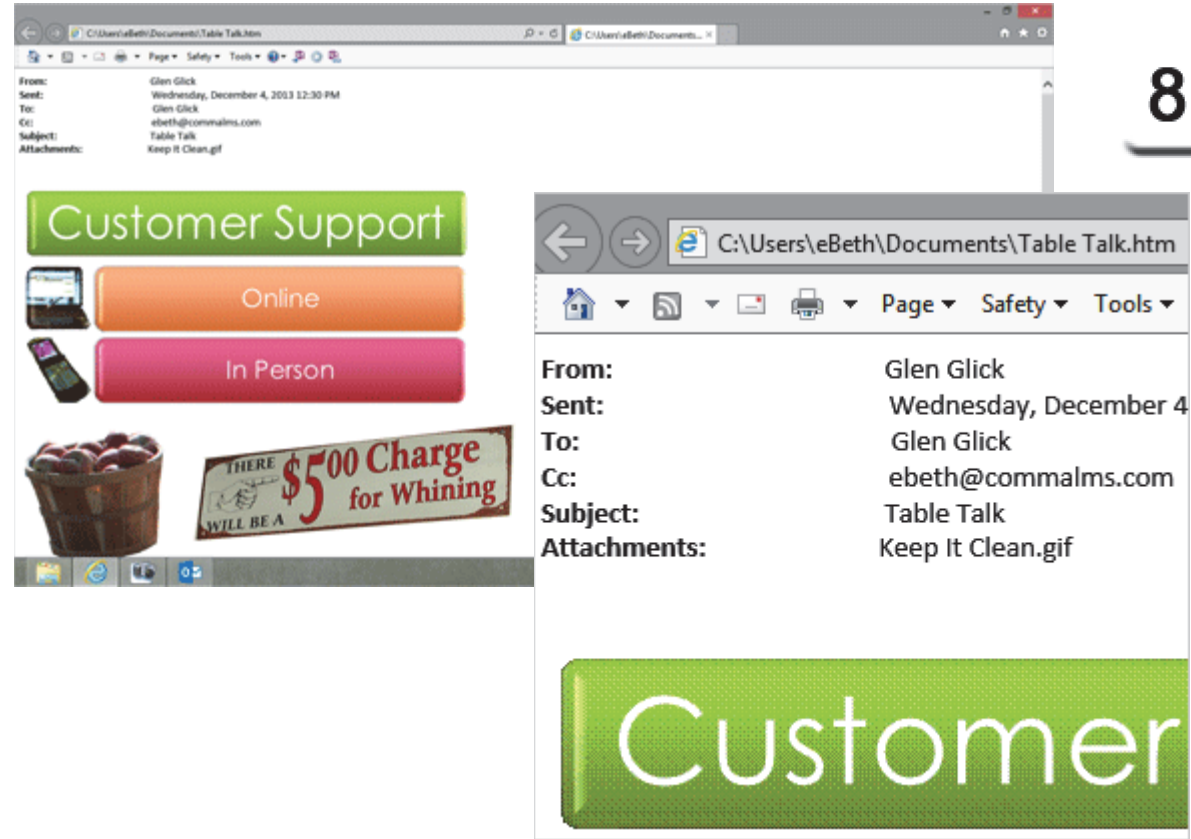 C:\Users\eBeth\Documents\Table Talk.htm
C:\Users\eBeth\Documents...
Page Safety Tools
From: Glen Glick
Sent: Wednesday, December 4, 2013 12:30 PM
To: Glen Glick
Cc: ebeth@commalms.com
Subject: Table Talk
Attachments: Keep It Clean.gif
Customer Support
Online
In Person
THERE
WILL BE A
$500 Charge
for Whining
8
C:\Users\eBeth\Documents\Table Talk.htm
Page Safety Tools
From: Glen Glick
Sent: Wednesday, December 4
To: Glen Glick
Cc: ebeth@commalms.com
Subject: Table Talk
Attachments: Keep It Clean.gif
Customer